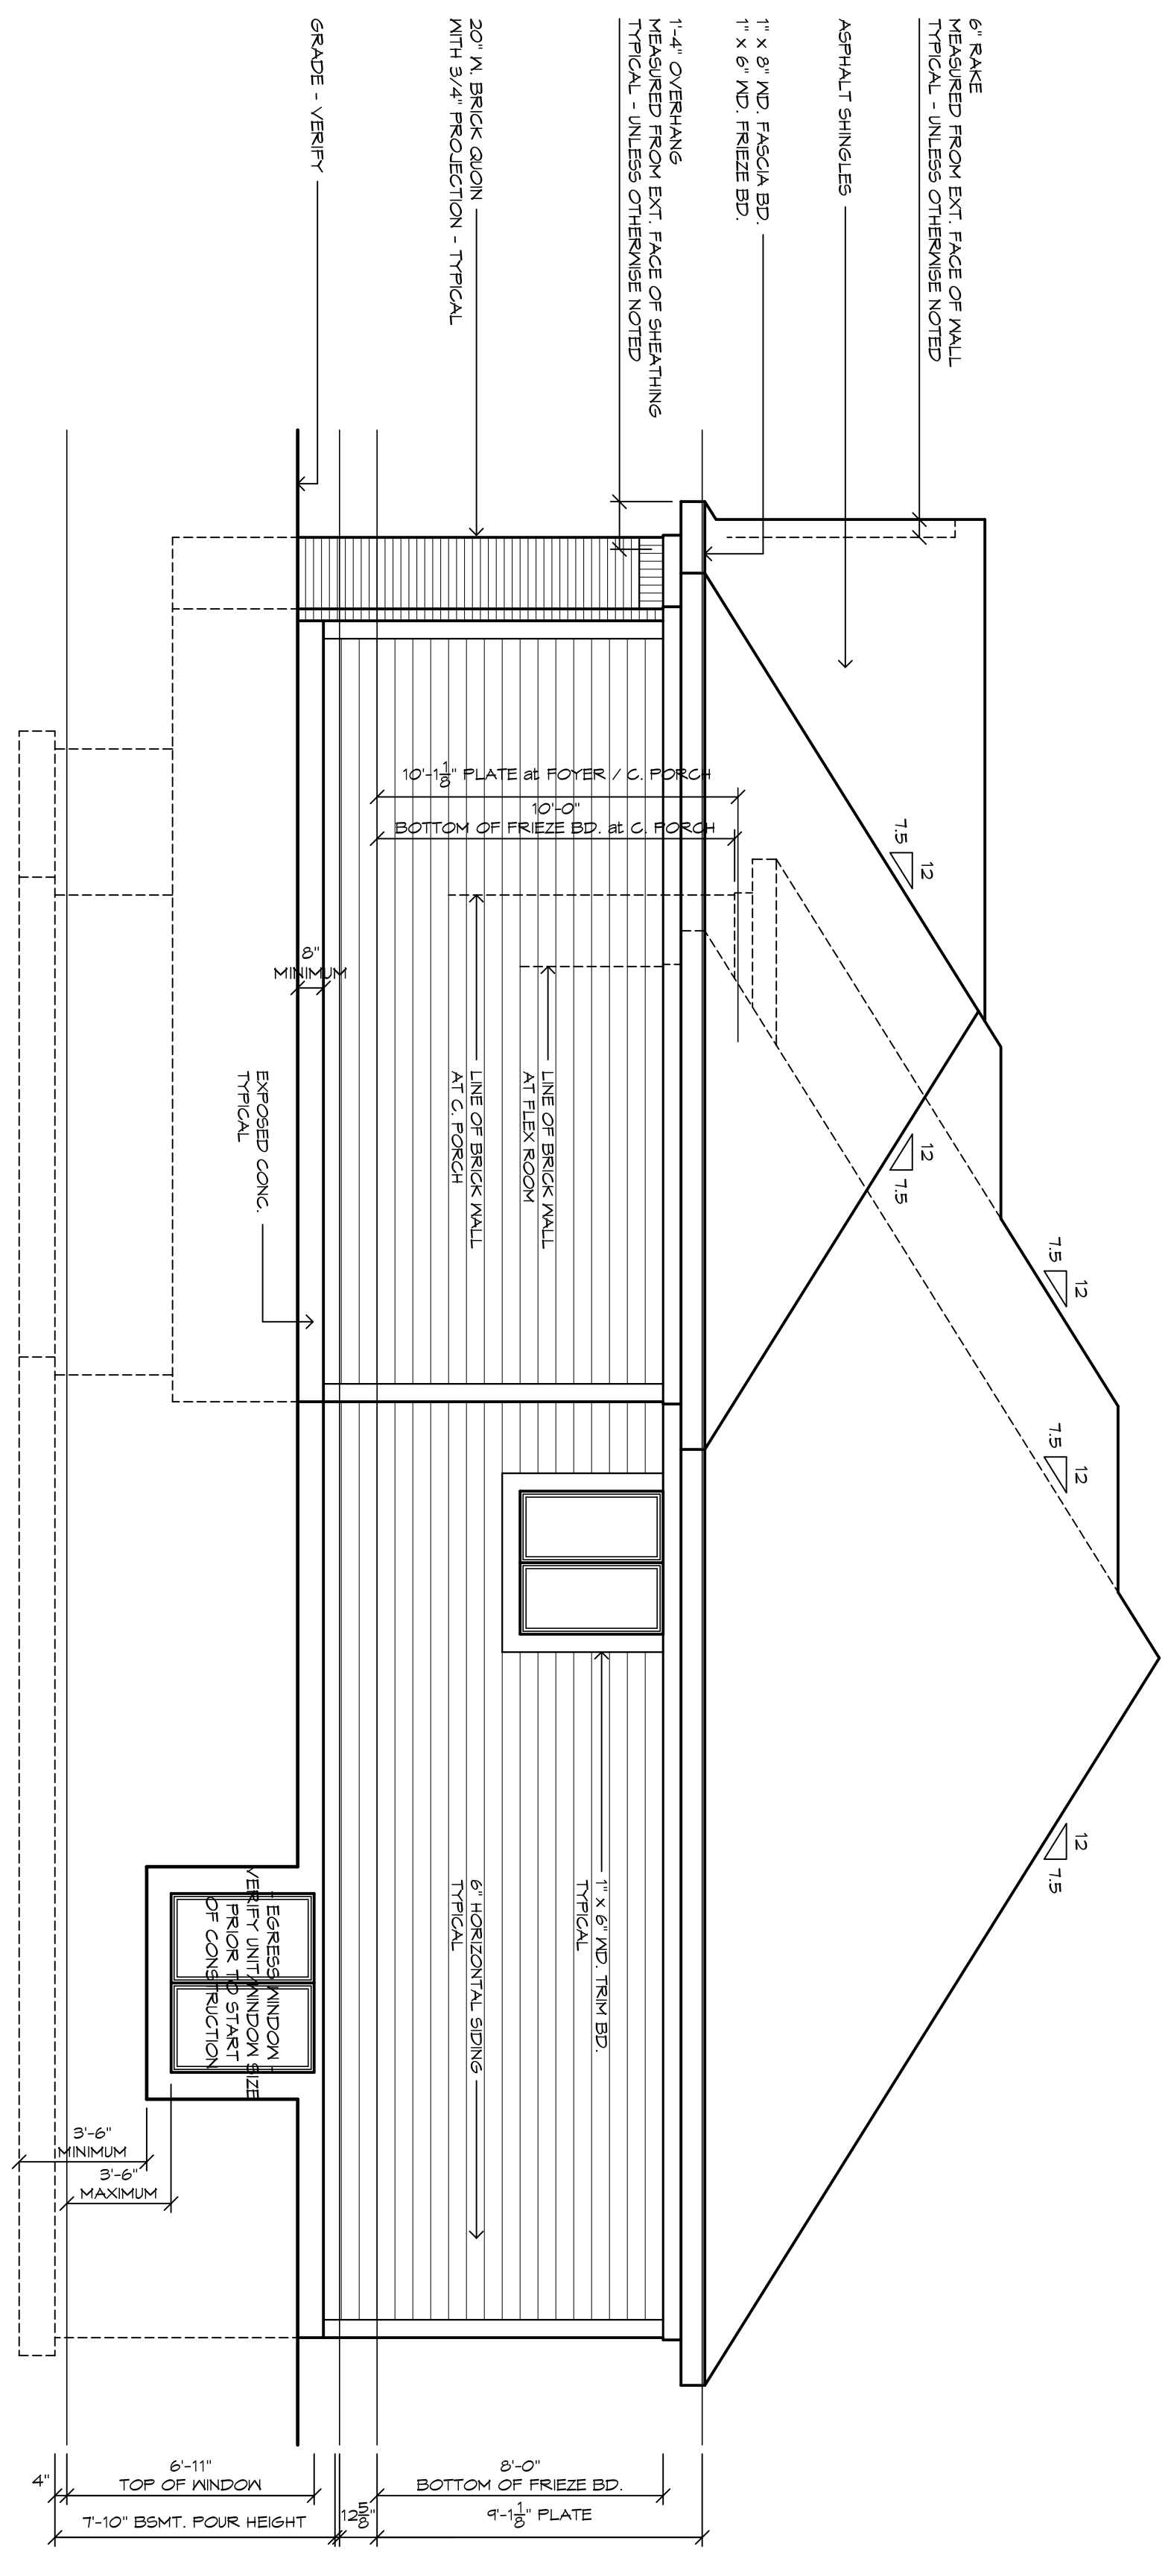 6" RAKE
MEASURED FROM EXT. FACE OF WALL
TYPICAL - UNLESS OTHERWISE NOTED
ASPHALT SHINGLES
1" x 8" WD. FASCIA BD.
1" x 6" WD. FRIEZE BD.
1'-4" OVERHANG
MEASURED FROM EXT. FACE OF SHEATHING
TYPICAL - UNLESS OTHERWISE NOTED
20" W. BRICK QUOIN
WITH 3/4" PROJECTION - TYPICAL
GRADE - VERIFY
10'-1 1/8" PLATE at FOYER / C. PORCH
10'-0"
BOTTOM OF FRIEZE BD. at C. PORCH
7.5
12
8"
MINIMUM
12
7.5
LINE OF BRICK WALL
AT FLEX ROOM
LINE OF BRICK WALL
AT C. PORCH
EXPOSED CONC.
TYPICAL
12
7.5
12
7.5
12
7.5
1" x 6" WD. TRIM BD.
TYPICAL
6" HORIZONTAL SIDING
TYPICAL
EGRESS WINDOW -
VERIFY UNIT/WINDOW SIZE
PRIOR TO START
OF CONSTRUCTION
3'-6"
MINIMUM
3'-6"
MAXIMUM
4"
6'-11"
TOP OF WINDOW
8'-0"
BOTTOM OF FRIEZE BD.
7'-10" BSMT. POUR HEIGHT
12 5/8"
9'-1 1/8" PLATE